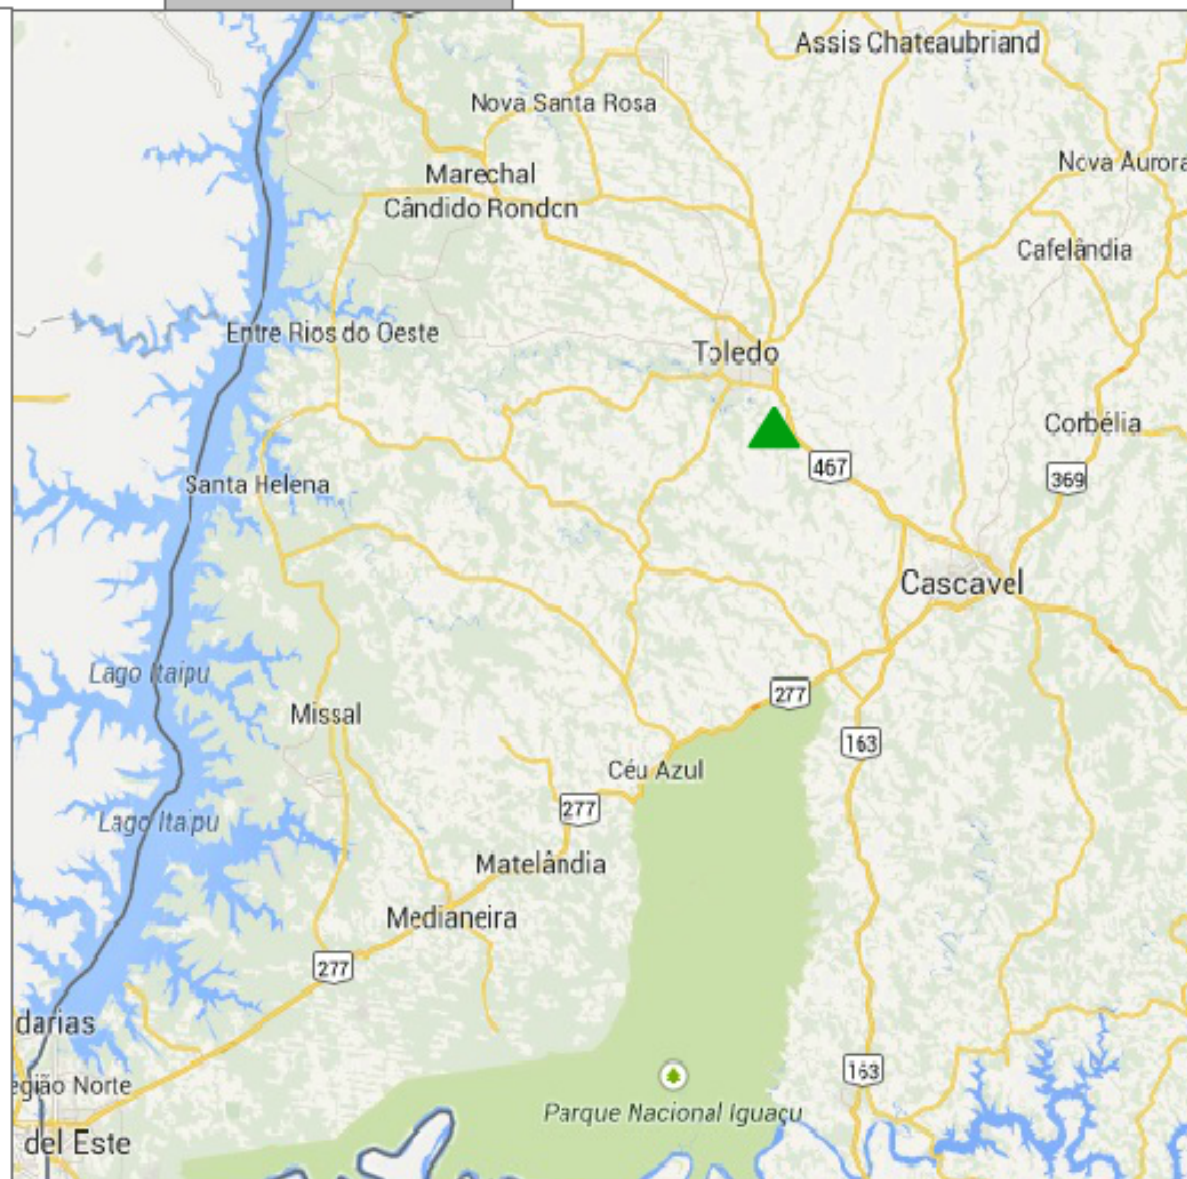 Assis Chateaubriand
Nova Santa Rosa
Nova Aurora
Marechal
Cândido Rondon
Cafelândia
Entre Rios do Oeste
Toledo
Corbélia
467
369
Santa Helena
Cascavel
Lago Itaipu
277
Missal
163
Céu Azul
277
Lago Itaipu
Matelândia
Medianeira
277
darias
163
egião Norte
Parque Nacional Iguaçu
del Este